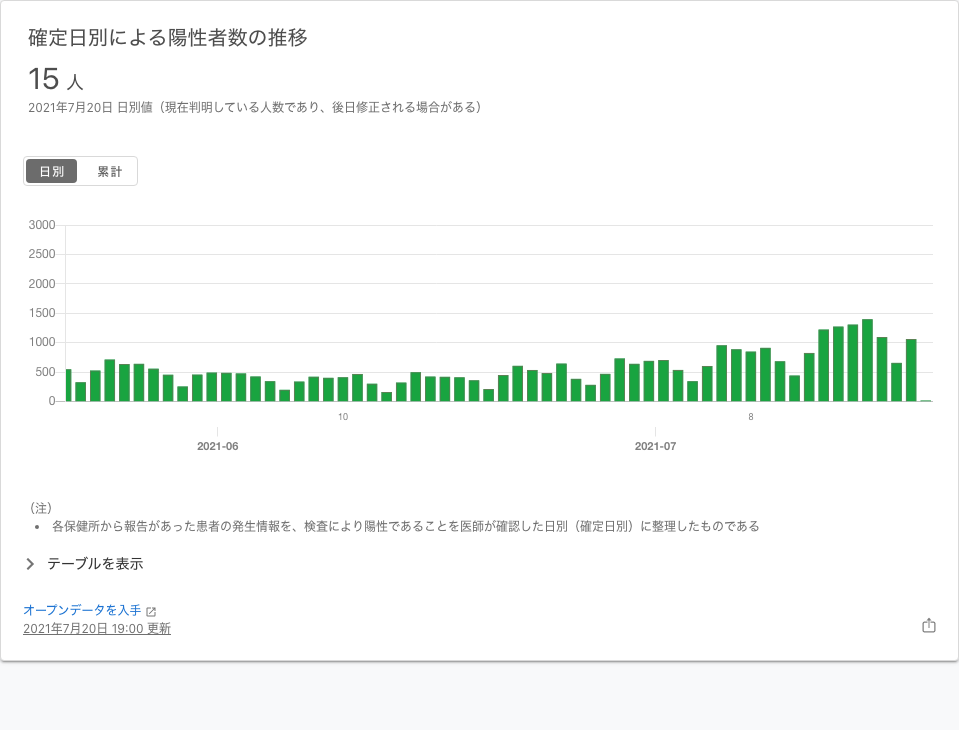 確定日別による陽性者数の推移
15 人
2021年7月20日 日別値（現在判明している人数であり、後日修正される場合がある）
日別 累計
3000
2500
2000
1500
1000
500
0
10 8
2021-06 2021-07
（注）
• 各保健所から報告があった患者の発生情報を、検査により陽性であることを医師が確認した日別（確定日別）に整理したものである
テーブルを表示
オープンデータを入手
2021年7月20日 19:00 更新